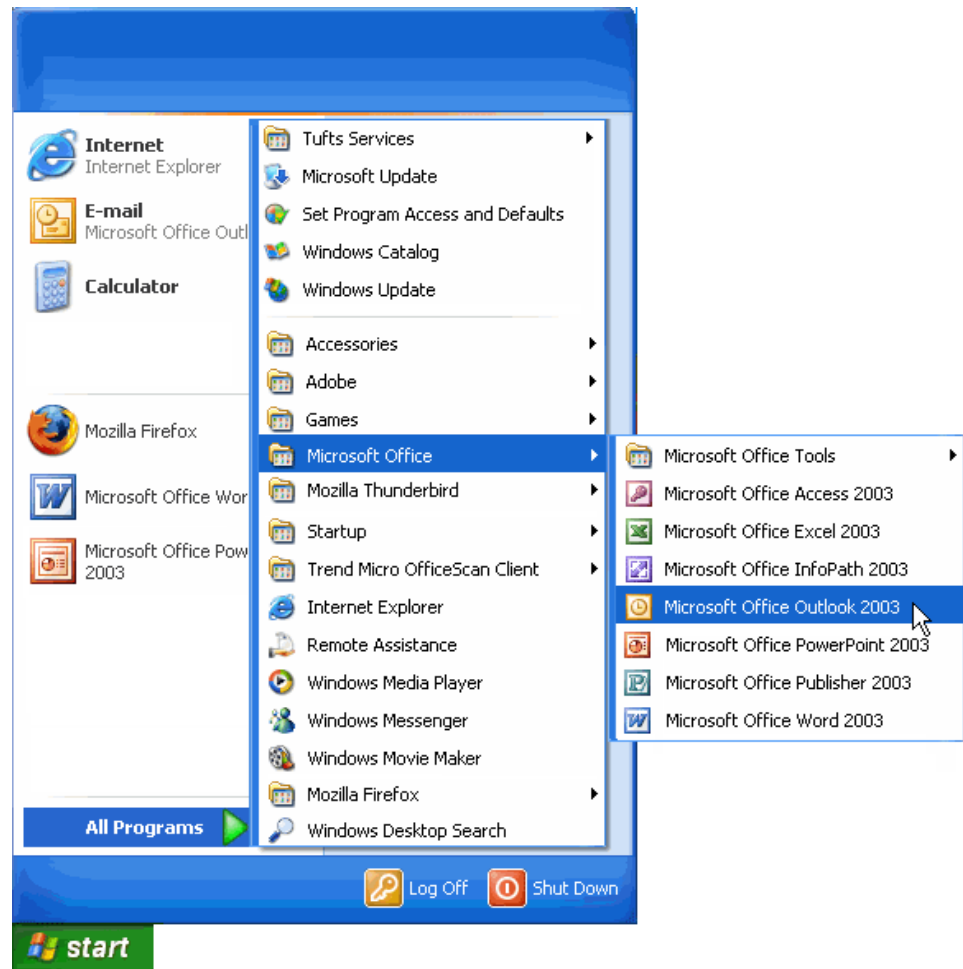 Internet
Internet Explorer
E-mail
Microsoft Office Outl
Calculator
Mozilla Firefox
Microsoft Office Wor
Microsoft Office Pow
2003
All Programs
Tufts Services
Microsoft Update
Set Program Access and Defaults
Windows Catalog
Windows Update
Accessories
Adobe
Games
Microsoft Office
Mozilla Thunderbird
Startup
Trend Micro OfficeScan Client
Internet Explorer
Remote Assistance
Windows Media Player
Windows Messenger
Windows Movie Maker
Mozilla Firefox
Windows Desktop Search
Microsoft Office Tools
Microsoft Office Access 2003
Microsoft Office Excel 2003
Microsoft Office InfoPath 2003
Microsoft Office Outlook 2003
Microsoft Office PowerPoint 2003
Microsoft Office Publisher 2003
Microsoft Office Word 2003
Log Off
Shut Down
start